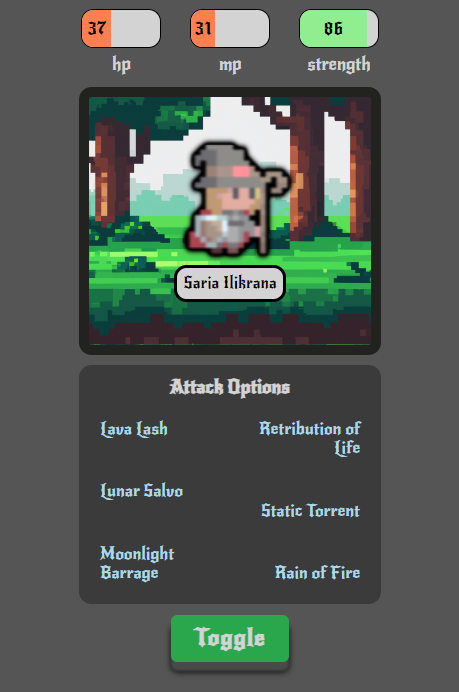 37 31 86
hp mp strength
Saria Ilikrana
Attack Options
Lava Lash Retribution of
Life
Lunar Salvo
Static Torrent
Moonlight
Barrage Rain of Fire
Toggle